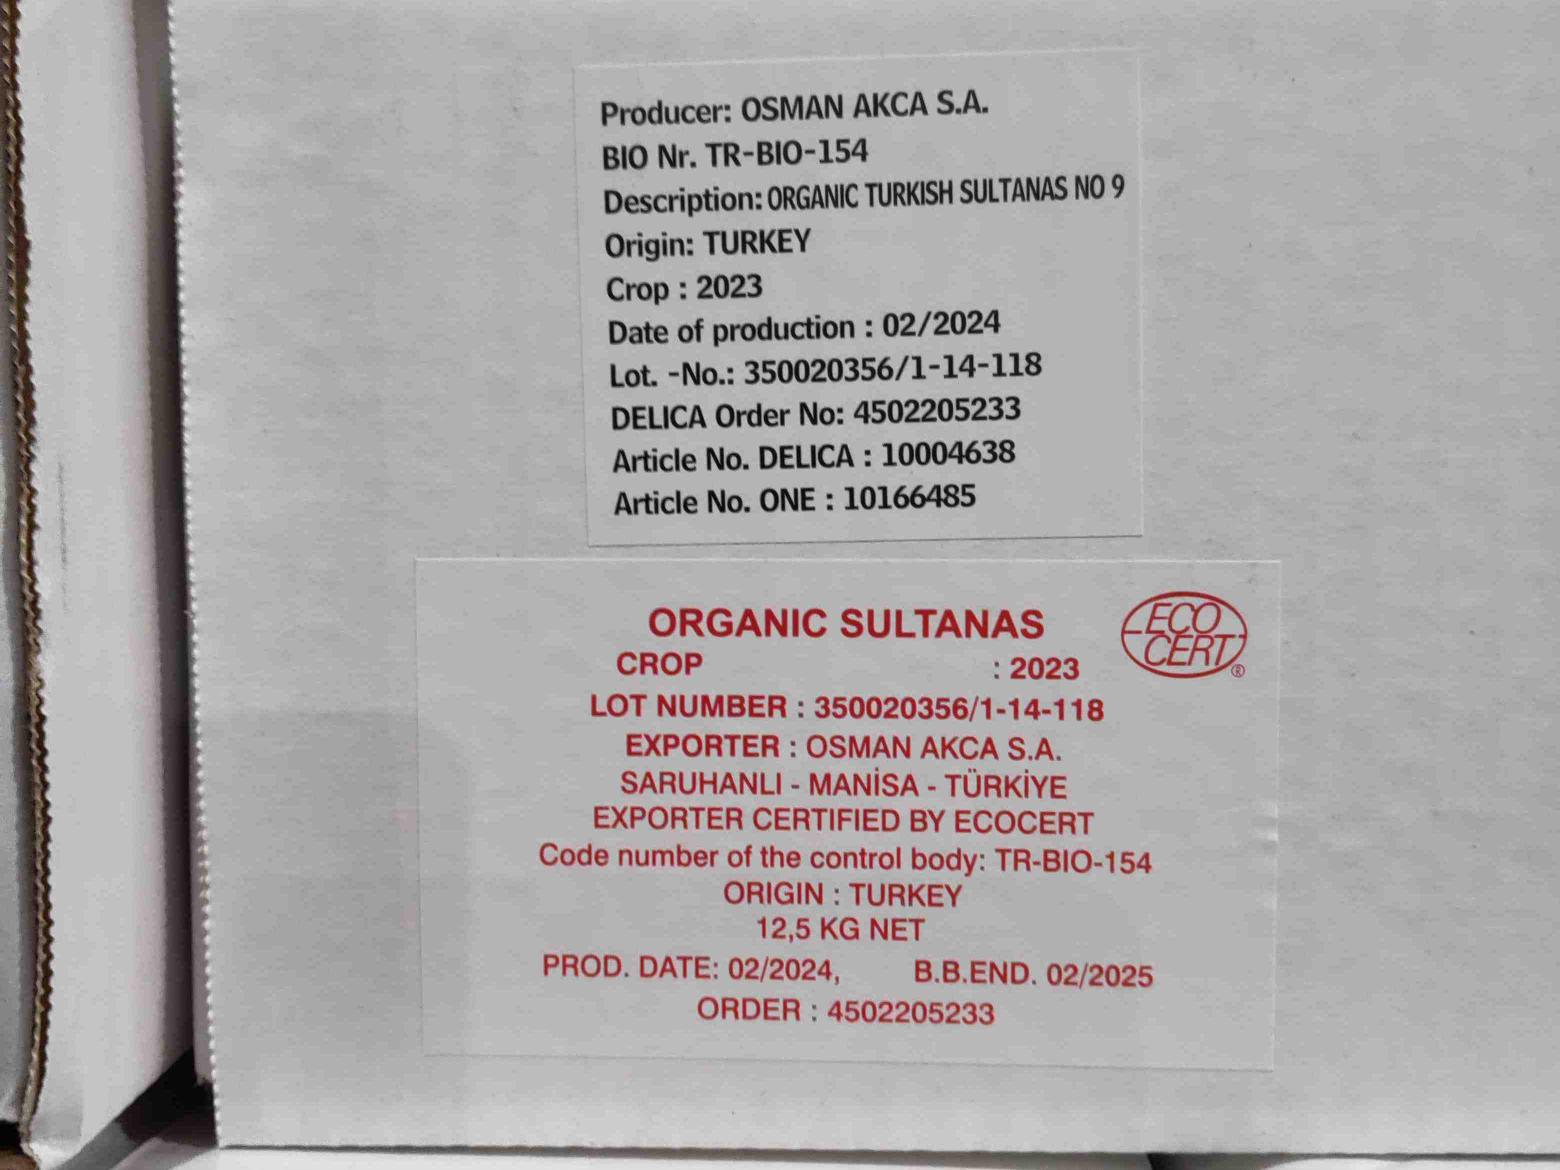 Producer: OSMAN AKCA S.A.
BIO Nr. TR-BIO-154
Description: ORGANIC TURKISH SULTANAS NO 9
Origin: TURKEY
Crop : 2023
Date of production : 02/2024
Lot. -No.: 350020356/1-14-118
DELICA Order No: 4502205233
Article No. DELICA : 10004638
Article No. ONE : 10166485
ORGANIC SULTANAS
ECO
CERT
®
CROP : 2023
LOT NUMBER : 350020356/1-14-118
EXPORTER : OSMAN AKCA S.A.
SARUHANLI - MANİSA - TÜRKİYE
EXPORTER CERTIFIED BY ECOCERT
Code number of the control body: TR-BIO-154
ORIGIN : TURKEY
12,5 KG NET
PROD. DATE: 02/2024, B.B.END. 02/2025
ORDER : 4502205233